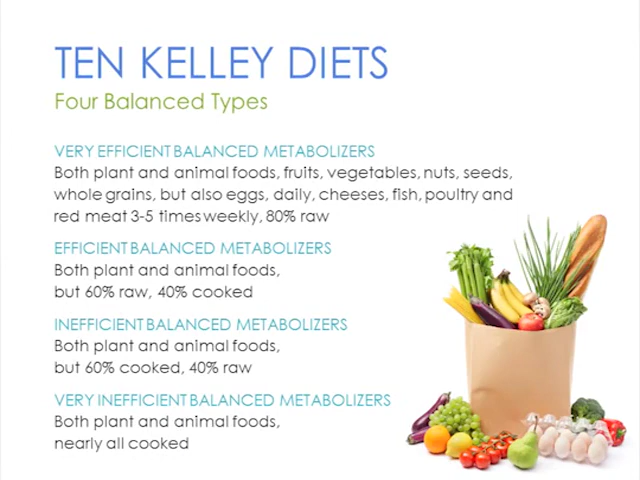 TEN KELLEY DIETS
Four Balanced Types
VERY EFFICIENT BALANCED METABOLIZERS
Both plant and animal foods, fruits, vegetables, nuts, seeds,
whole grains, but also eggs, daily, cheeses, fish, poultry and
red meat 3-5 times weekly, 80% raw
EFFICIENT BALANCED METABOLIZERS
Both plant and animal foods,
but 60% raw, 40% cooked
INEFFICIENT BALANCED METABOLIZERS
Both plant and animal foods,
but 60% cooked, 40% raw
VERY INEFFICIENT BALANCED METABOLIZERS
Both plant and animal foods,
nearly all cooked